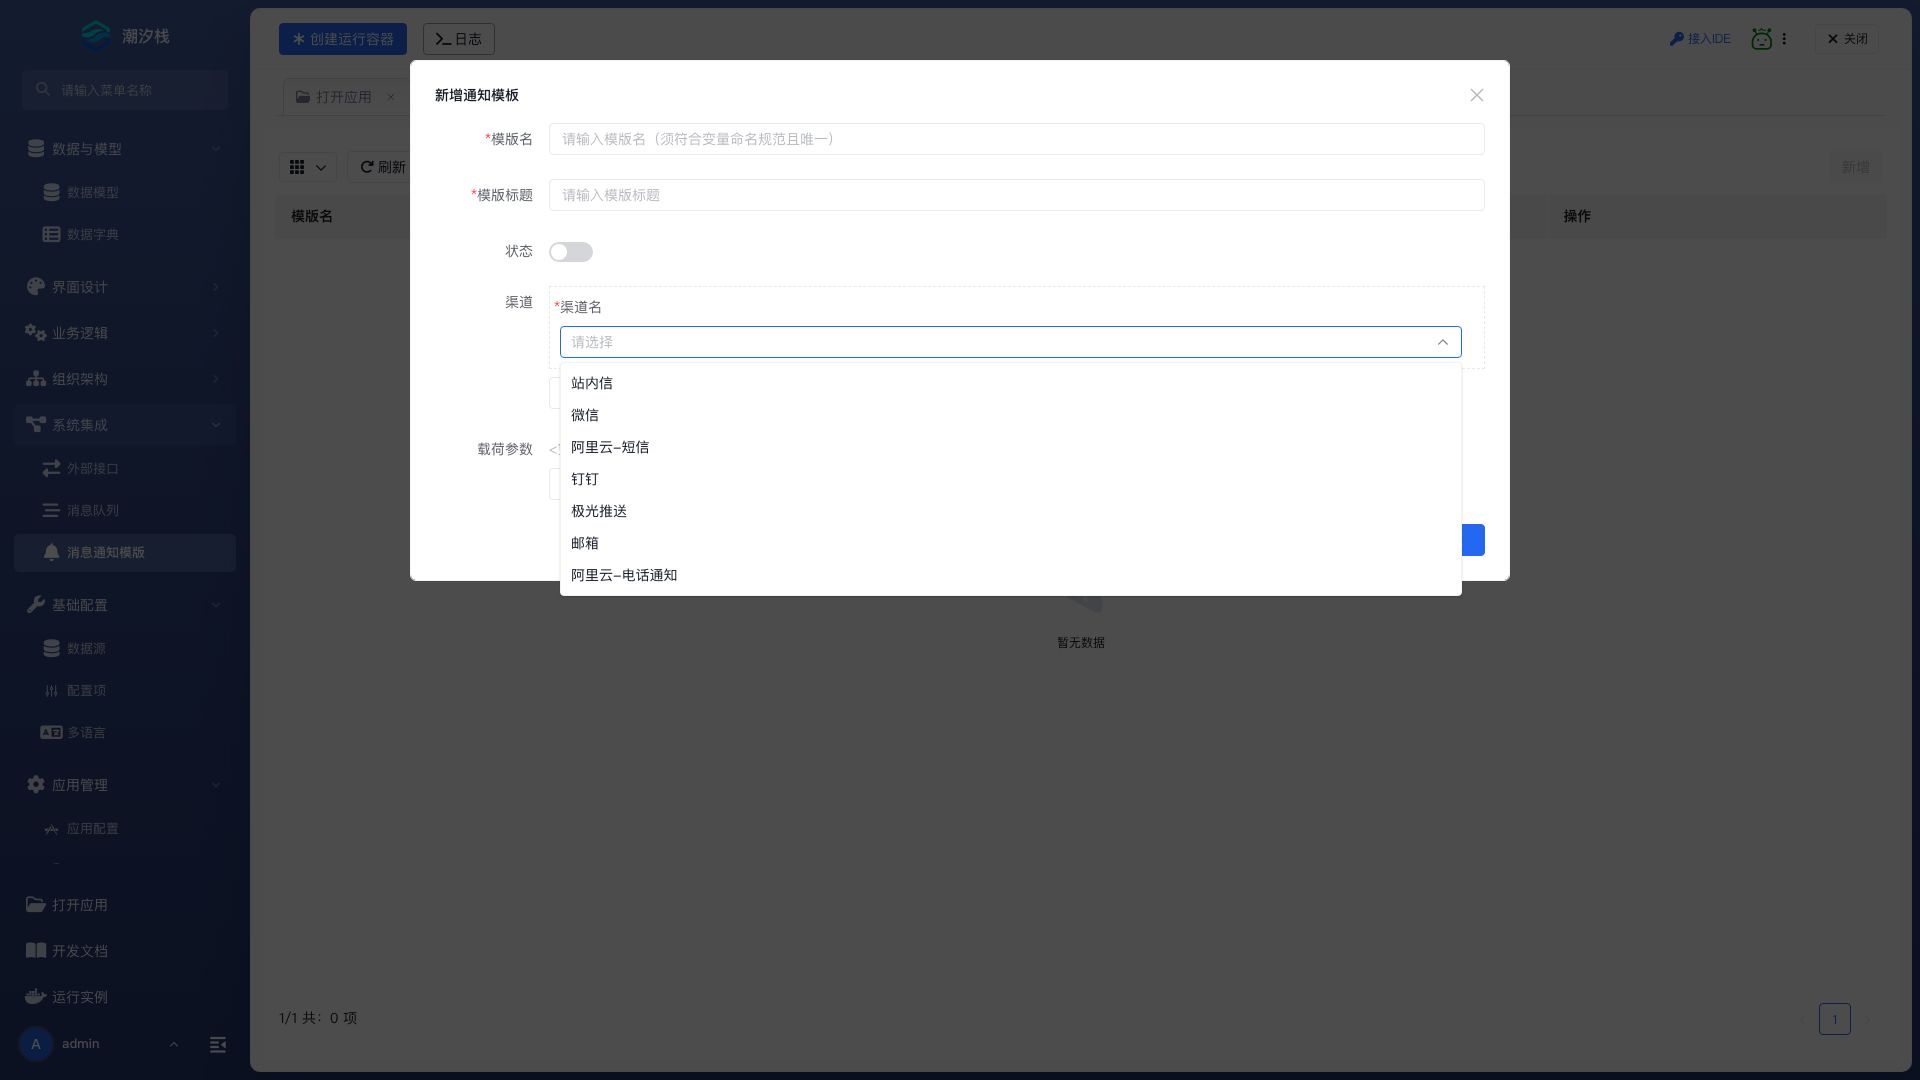 潮汐栈
请输入菜单名称
数据与模型
数据模型
数据字典
界面设计
业务逻辑
组织架构
系统集成
外部接口
消息队列
消息通知模版
基础配置
数据源
配置项
多语言
应用管理
应用配置
打开应用
开发文档
运行实例
A admin
创建运行容器 日志 接入IDE 关闭
打开应用
刷新 新增
模版名 操作
新增通知模板
*模版名 请输入模版名（须符合变量命名规范且唯一）
*模版标题 请输入模版标题
状态
渠道 *渠道名
请选择
站内信
微信
阿里云-短信
载荷参数
钉钉
极光推送
邮箱
阿里云-电话通知
暂无数据
1/1 共：0 项 1